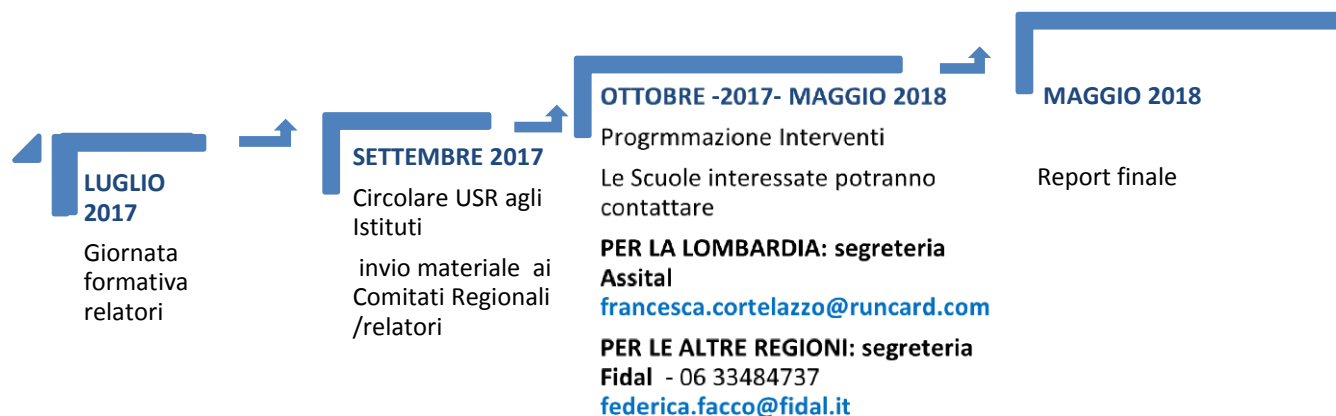 LUGLIO
2017
Giornata
formativa
relatori
SETTEMBRE 2017
Circolare USR agli
Istituti
invio materiale ai
Comitati Regionali
/relatori
OTTOBRE -2017- MAGGIO 2018
Progrmmazione Interventi
Le Scuole interessate potranno
contattare
PER LA LOMBARDIA: segreteria
Assital
francesca.cortelazzo@runcard.com
PER LE ALTRE REGIONI: segreteria
Fidal - 06 33484737
federica.facco@fidal.it
MAGGIO 2018
Report finale